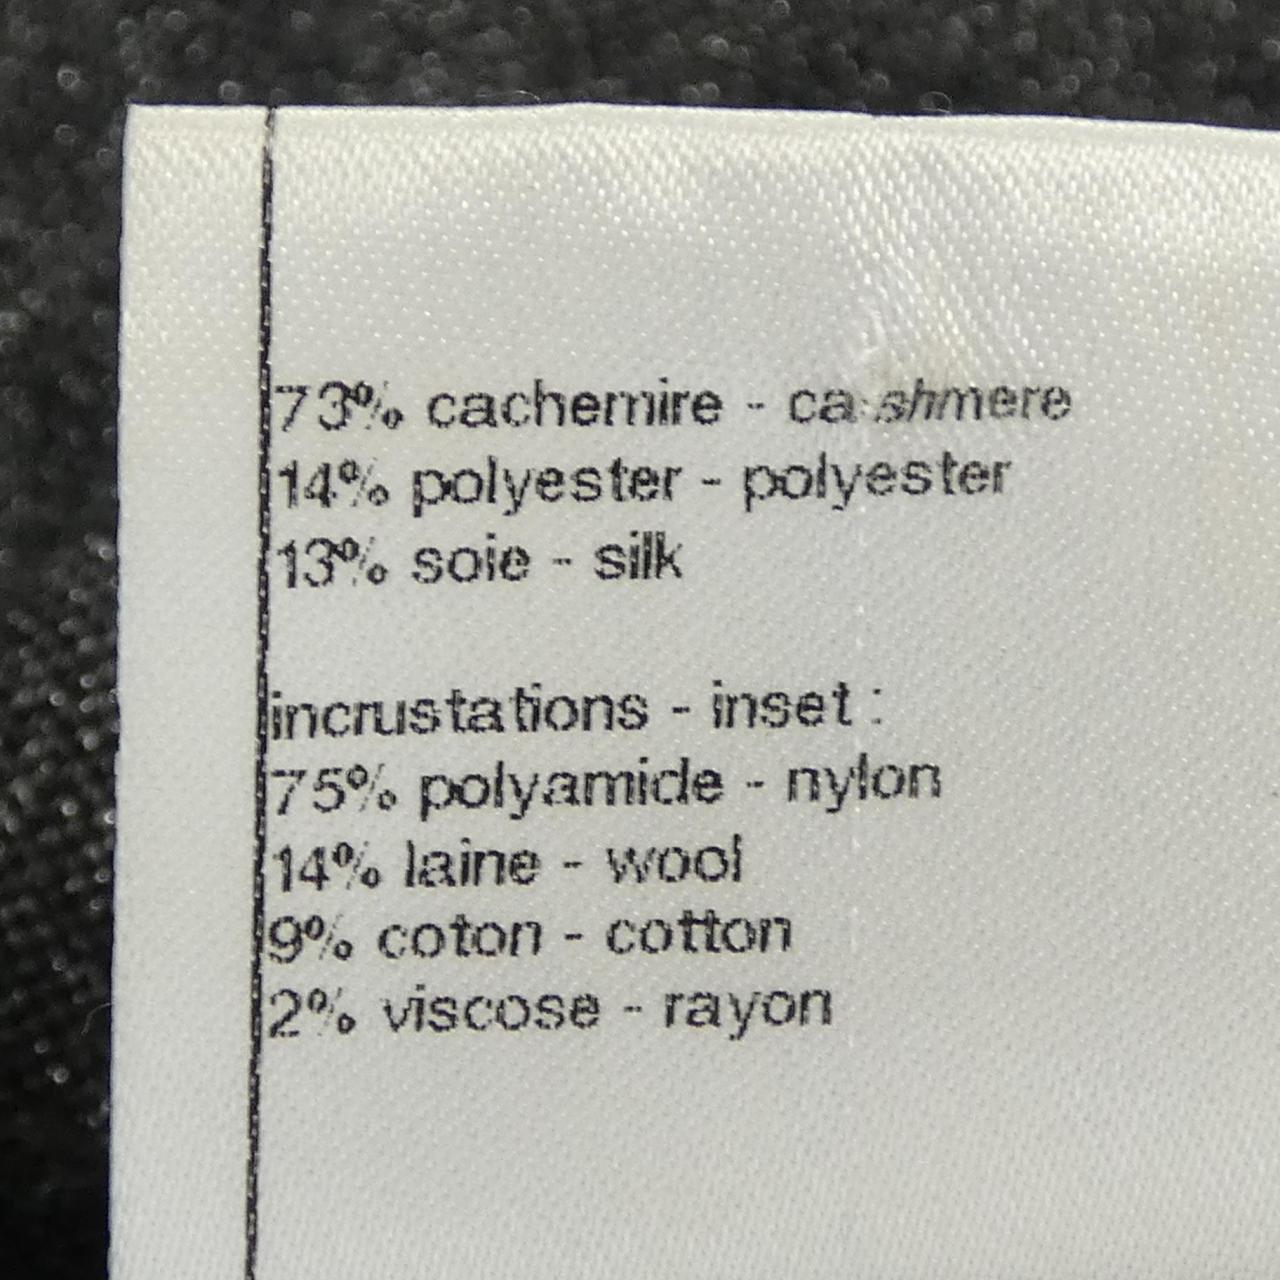 73% cachemire - cashmere
14% polyester - polyester
13% soie - silk
incrustations - inset :
75% polyamide - nylon
14% laine - wool
9% coton - cotton
2% viscose - rayon